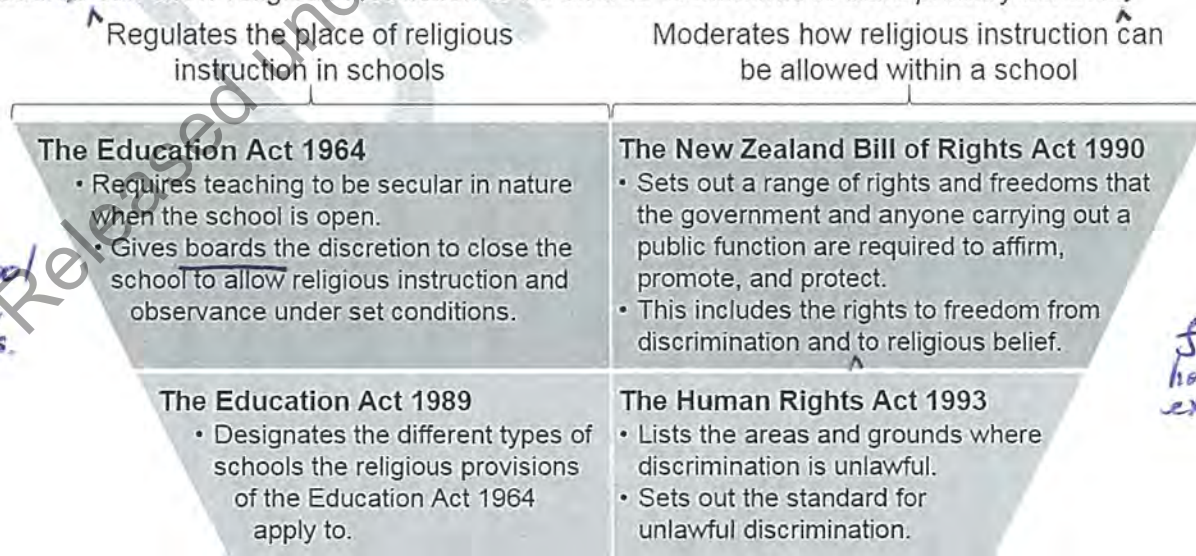 Regulates the place of religious
instruction in schools
Moderates how religious instruction can
be allowed within a school
The Education Act 1964
• Requires teaching to be secular in nature
when the school is open.
• Gives boards the discretion to close the
school to allow religious instruction and
observance under set conditions.
The New Zealand Bill of Rights Act 1990
• Sets out a range of rights and freedoms that
the government and anyone carrying out a
public function are required to affirm,
promote, and protect.
• This includes the rights to freedom from
discrimination and to religious belief.
The Education Act 1989
• Designates the different types of
schools the religious provisions
of the Education Act 1964
apply to.
The Human Rights Act 1993
• Lists the areas and grounds where
discrimination is unlawful.
• Sets out the standard for
unlawful discrimination.
Released